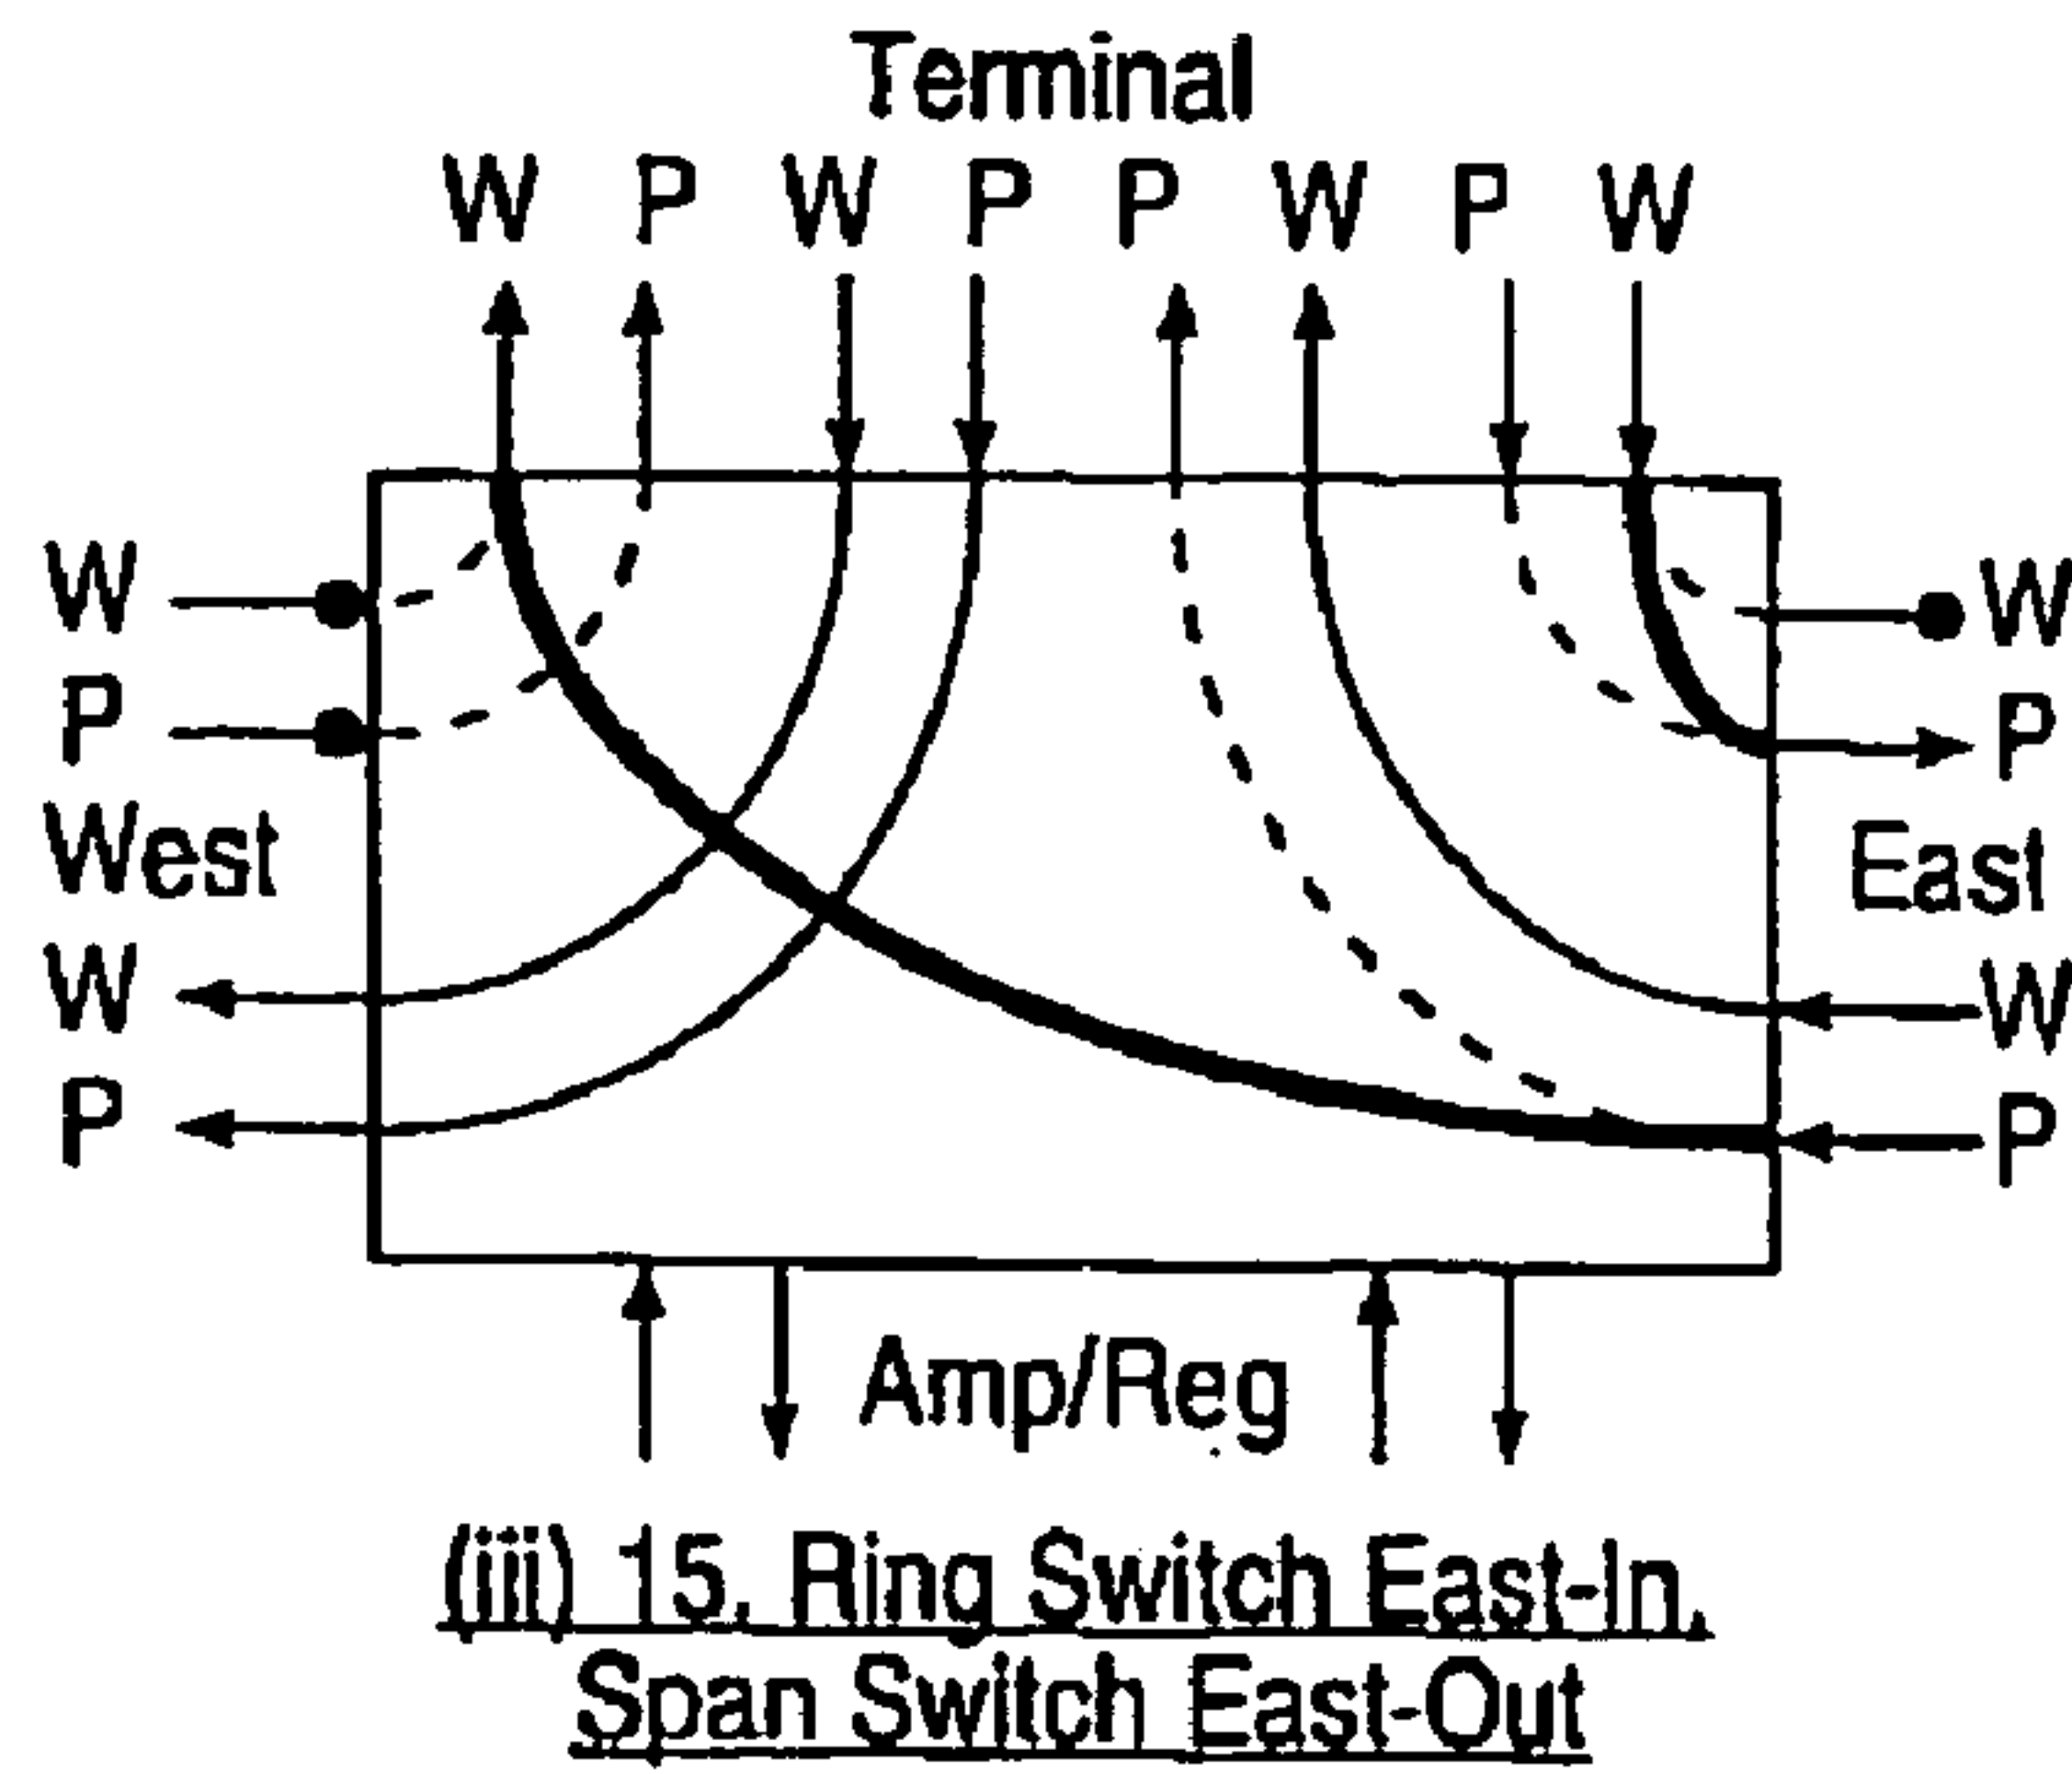 Terminal
W P W P P W P W
W W
P P
West East
W W
P P
Amp/Reg
(iii) 15. Ring Switch East-In,
Span Switch East-Out